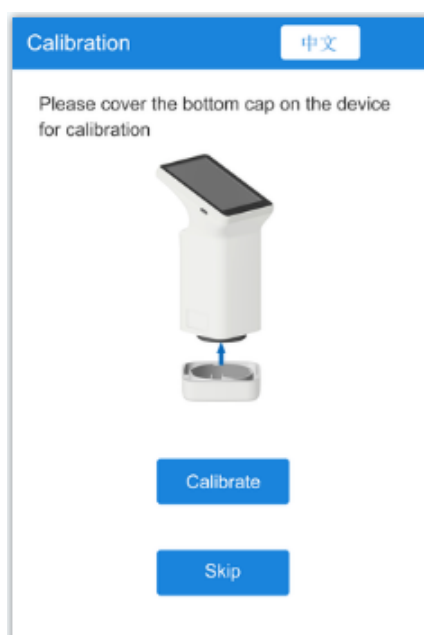 Calibration
中文
Please cover the bottom cap on the device
for calibration
Calibrate
Skip